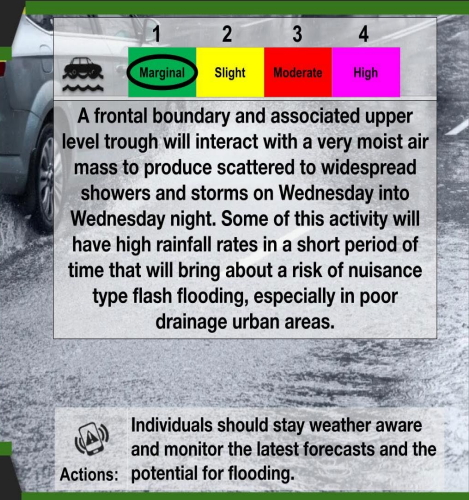 1 2 3 4
Marginal Slight Moderate High
A frontal boundary and associated upper
level trough will interact with a very moist air
mass to produce scattered to widespread
showers and storms on Wednesday into
Wednesday night. Some of this activity will
have high rainfall rates in a short period of
time that will bring about a risk of nuisance
type flash flooding, especially in poor
drainage urban areas.
Individuals should stay weather aware
and monitor the latest forecasts and the
Actions: potential for flooding.